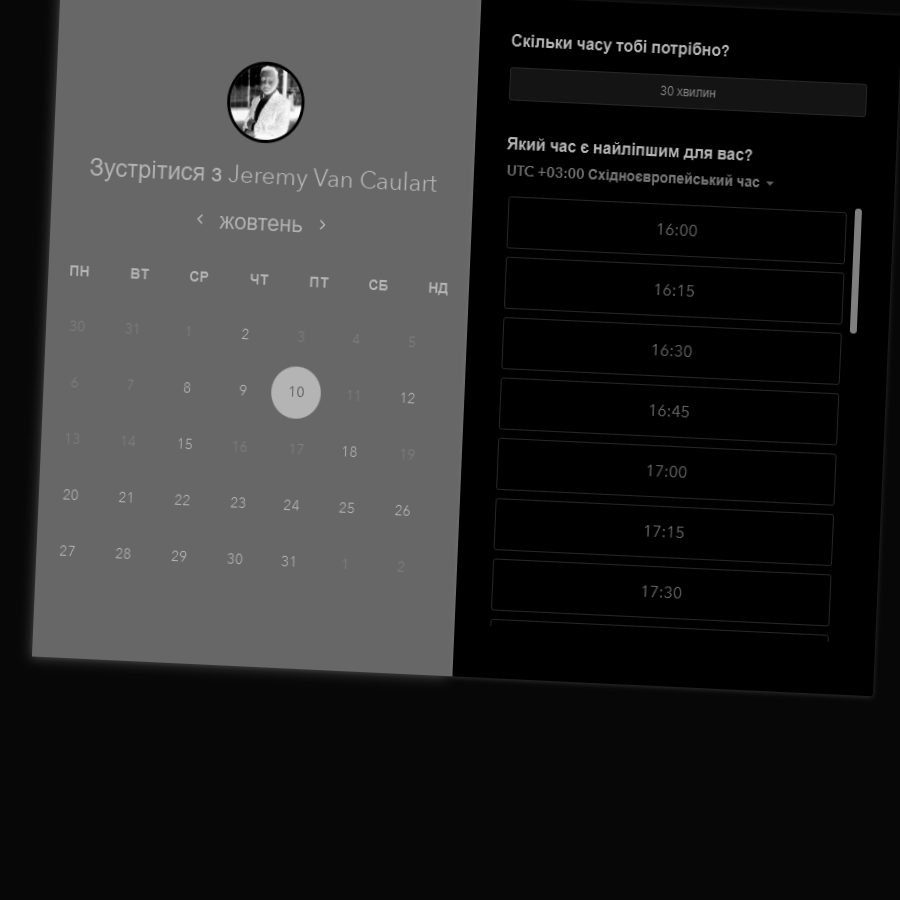 Зустрітися з Jeremy Van Caulart
жовтень
ПН ВТ СР ЧТ ПТ СБ НД
30 31 1 2 3 4 5
6 7 8 9 10 11 12
13 14 15 16 17 18 19
20 21 22 23 24 25 26
27 28 29 30 31 1 2
Скільки часу тобі потрібно?
30 хвилин
Який час є найліпшим для вас?
UTC +03:00 Східноєвропейський час
16:00
16:15
16:30
16:45
17:00
17:15
17:30